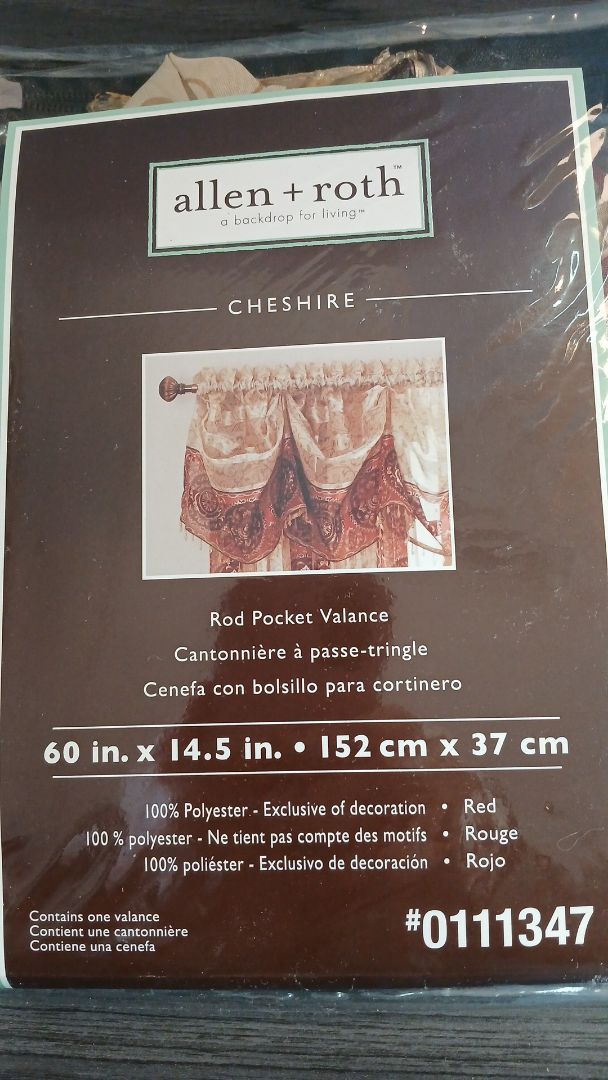 allen + roth™
a backdrop for living™
CHESHIRE
Rod Pocket Valance
Cantonnière à passe-tringle
Cenefa con bolsillo para cortinero
60 in. x 14.5 in. • 152 cm x 37 cm
100% Polyester - Exclusive of decoration • Red
100 % polyester - Ne tient pas compte des motifs • Rouge
100% poliéster - Exclusivo de decoración • Rojo
Contains one valance
Contient une cantonnière
Contiene una cenefa
#0111347